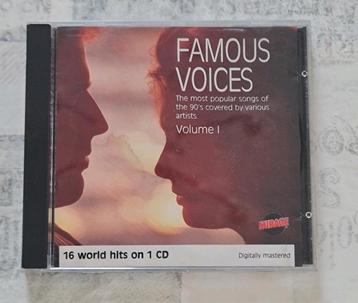 FAMOUS
VOICES
The most popular songs of
the 90's covered by various
artists.
Volume I
MIRAGE
16 world hits on 1 CD
Digitally mastered